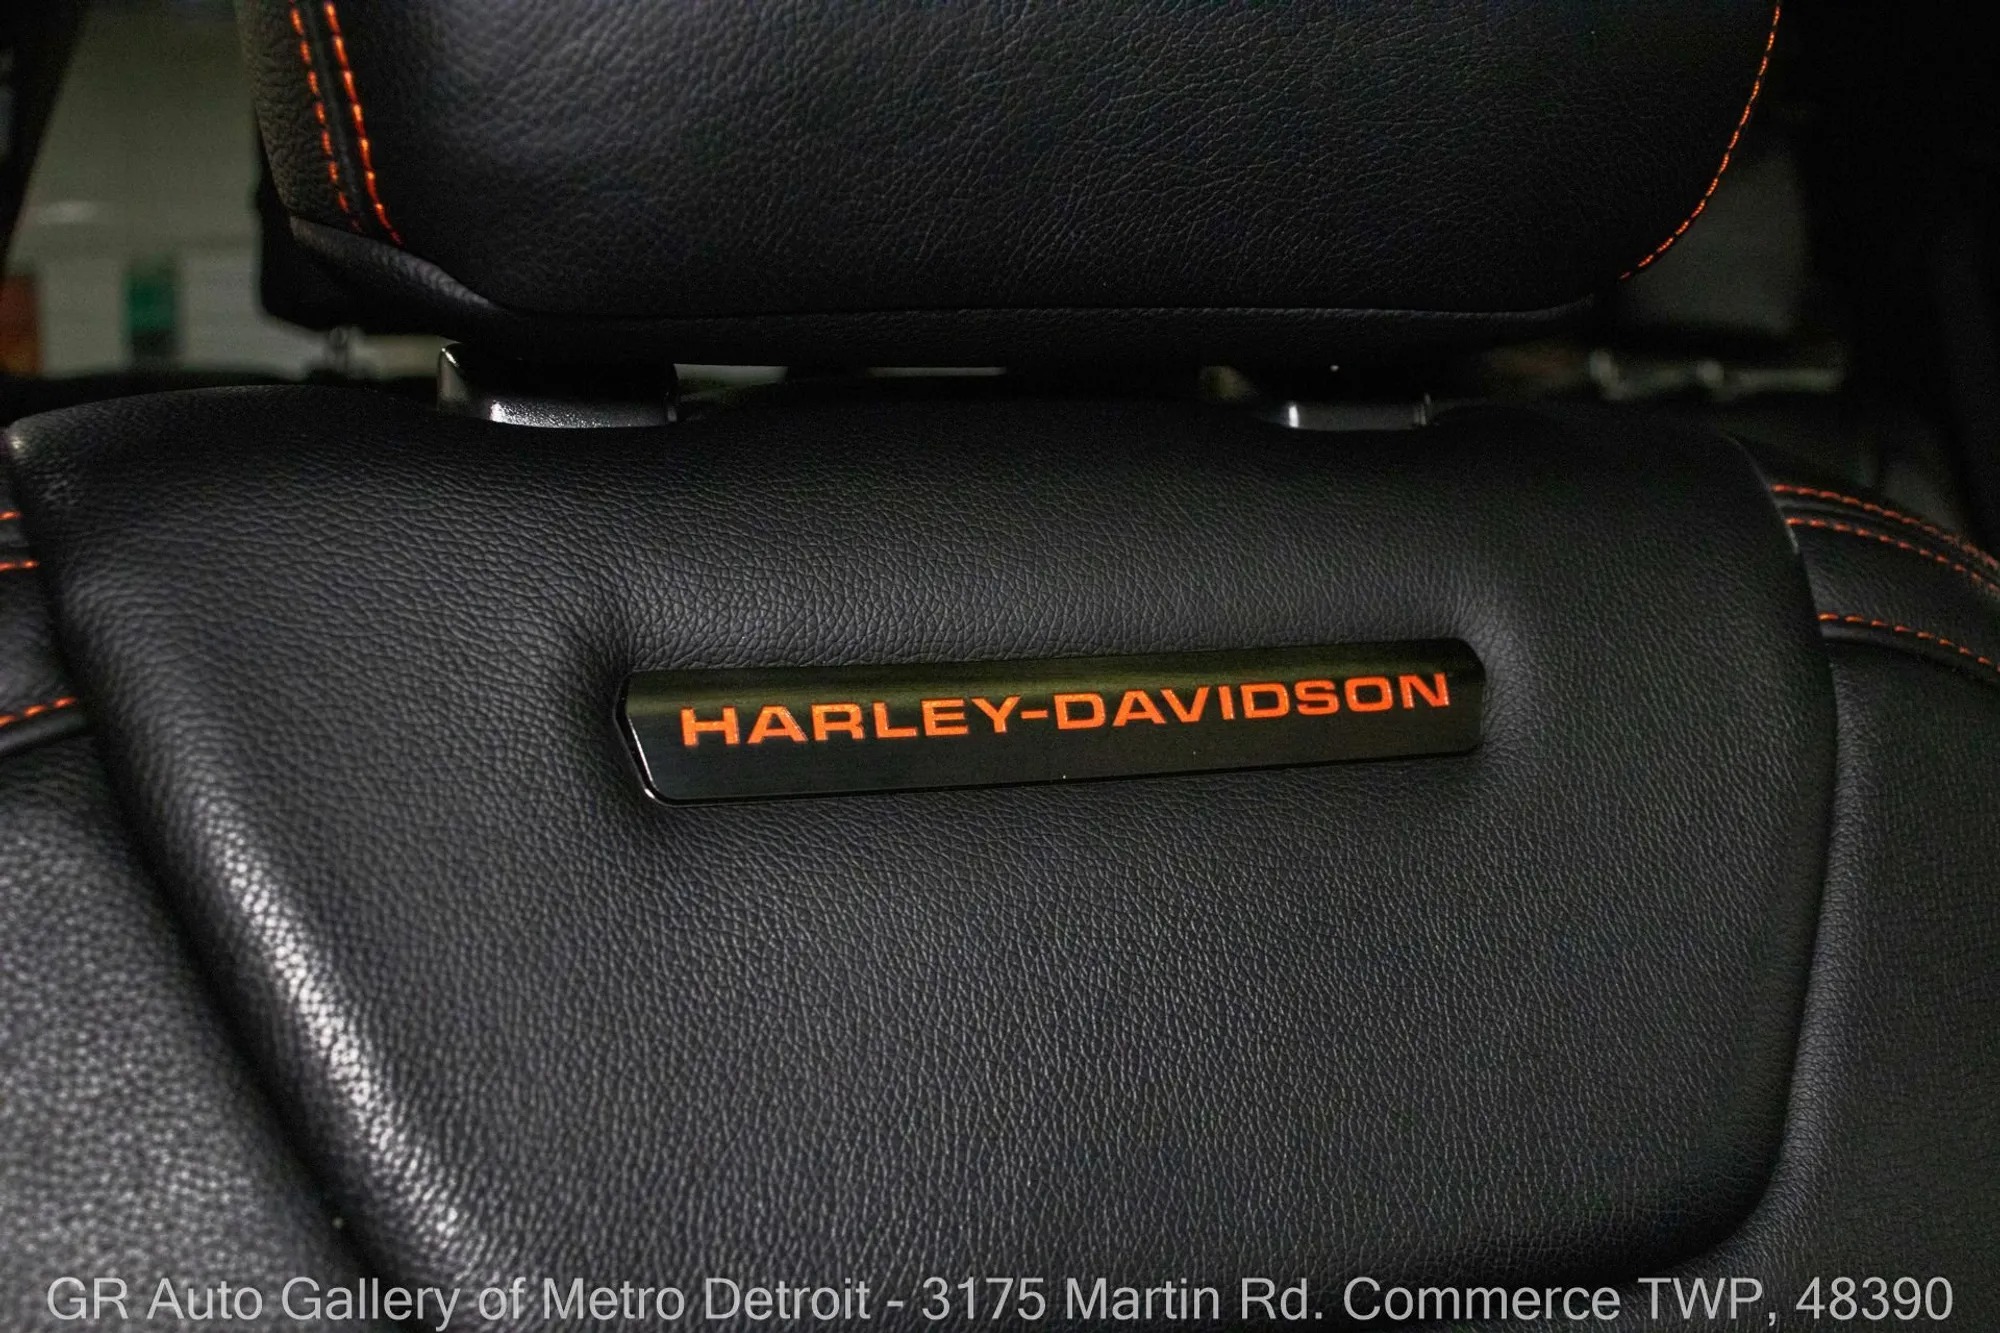 HARLEY-DAVIDSON
GR Auto Gallery of Metro Detroit - 3175 Martin Rd. Commerce TWP, 48390